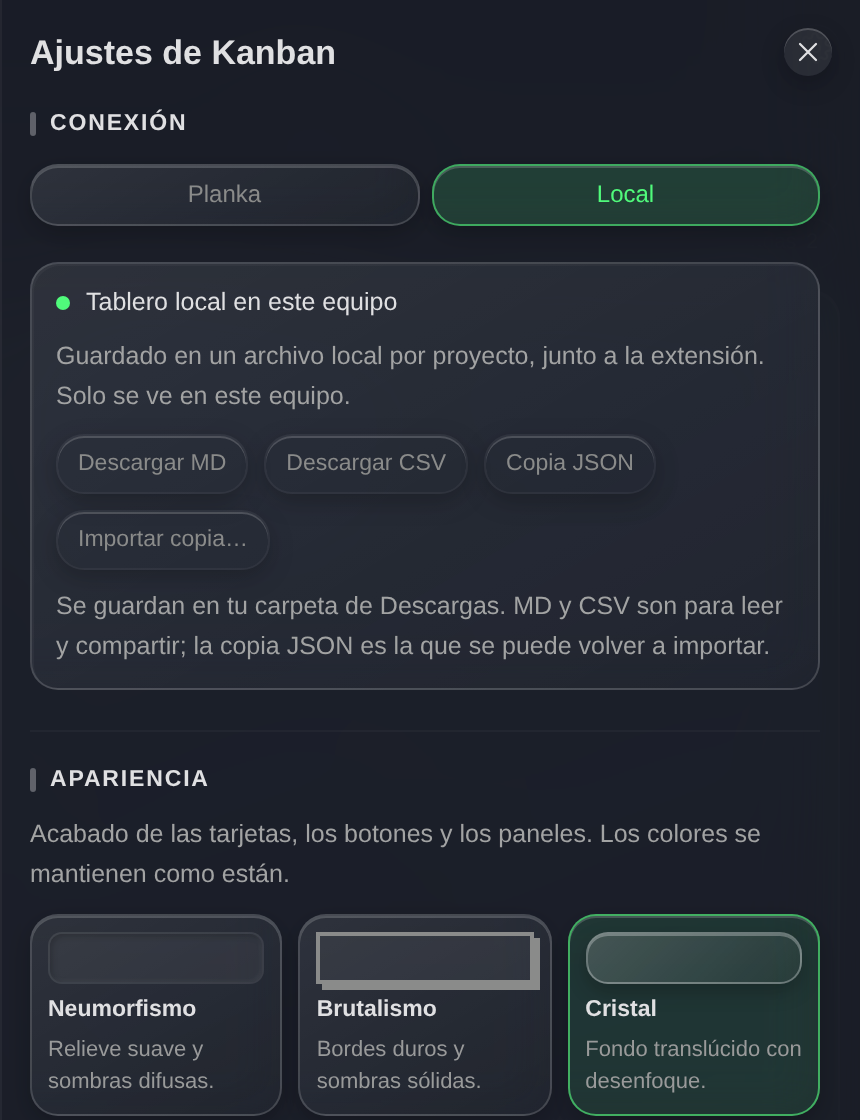 Ajustes de Kanban
CONEXIÓN
Planka
Local
Tablero local en este equipo
Guardado en un archivo local por proyecto, junto a la extensión.
Solo se ve en este equipo.
Descargar MD
Descargar CSV
Copia JSON
Importar copia…
Se guardan en tu carpeta de Descargas. MD y CSV son para leer
y compartir; la copia JSON es la que se puede volver a importar.
APARIENCIA
Acabado de las tarjetas, los botones y los paneles. Los colores se
mantienen como están.
Neumorfismo
Relieve suave y
sombras difusas.
Brutalismo
Bordes duros y
sombras sólidas.
Cristal
Fondo translúcido con
desenfoque.